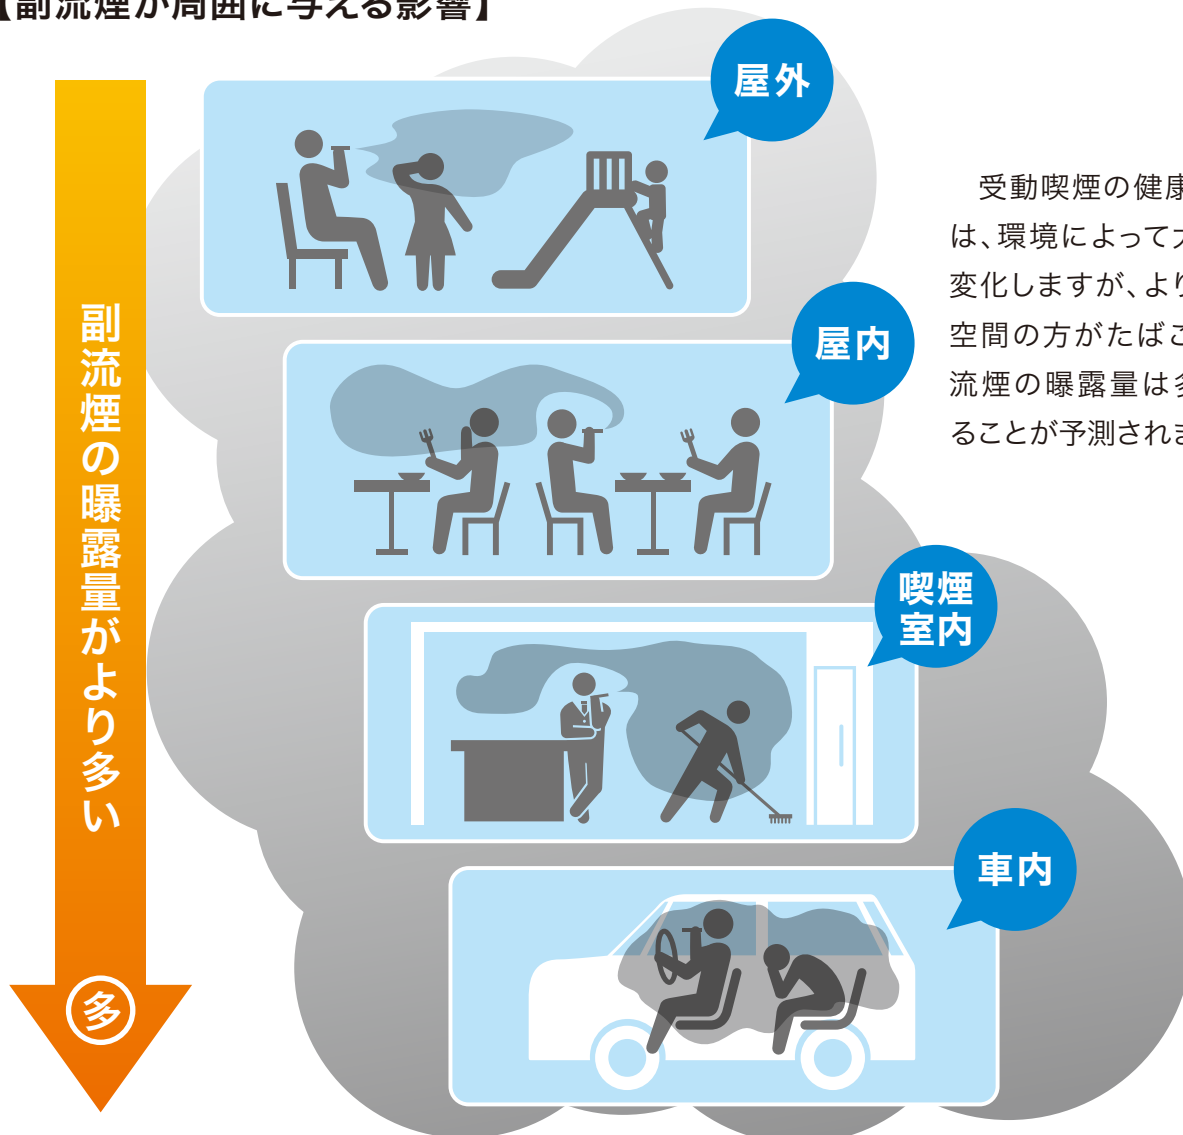 【副流煙が周囲に与える影響】
屋外
屋内
喫煙
室内
車内
副流煙の曝露量がより多い
多
受動喫煙の健康
は、環境によって
変化しますが、より
空間の方がたばこ
流煙の曝露量は
ることが予測されま